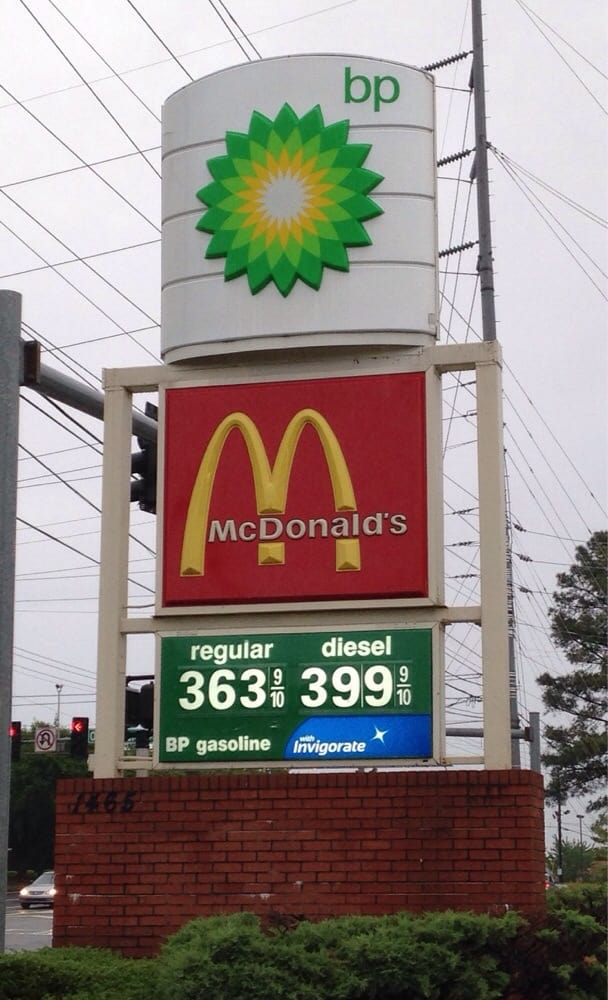 bp
McDonald's
regular diesel
363 9/10 399 9/10
BP gasoline with Invigorate
1465